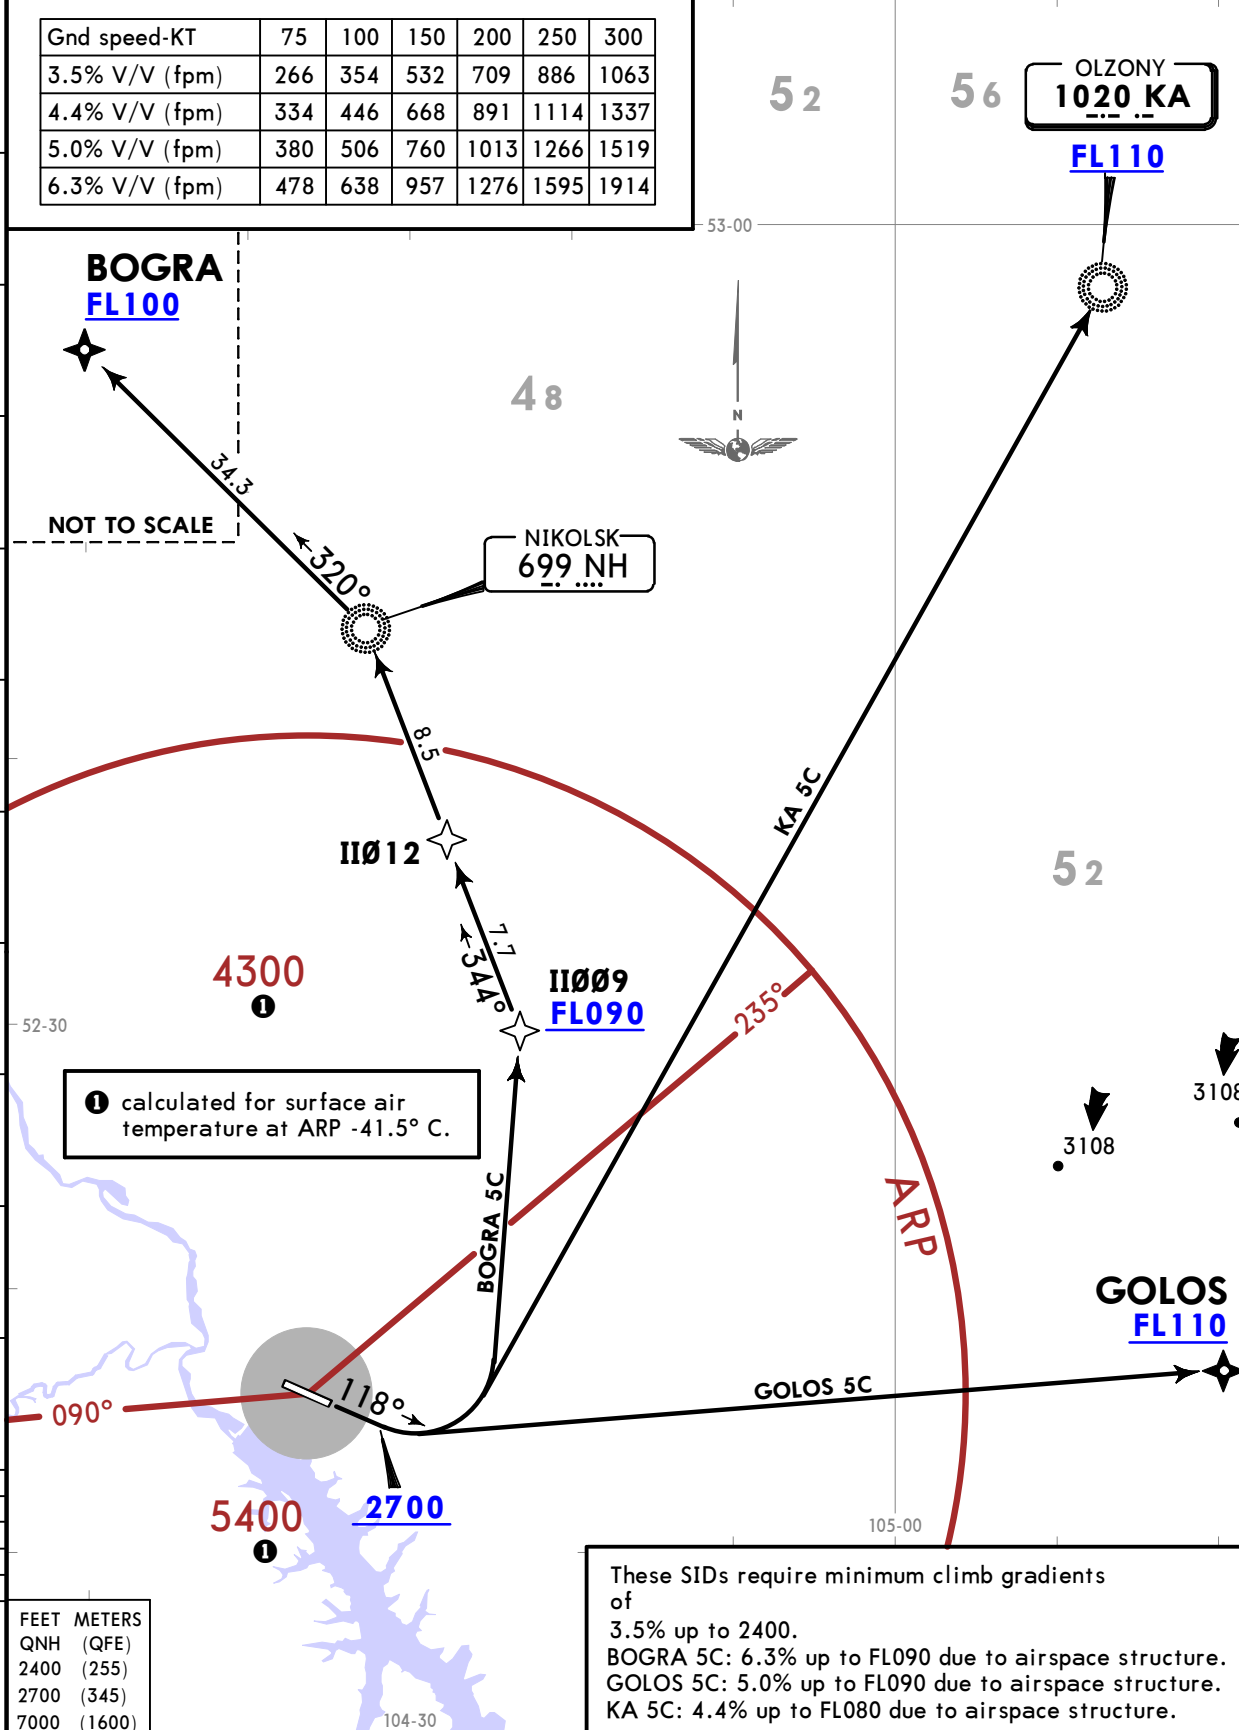 Gnd speed-KT 75 100 150 200 250 300
3.5% V/V (fpm) 266 354 532 709 886 1063
4.4% V/V (fpm) 334 446 668 891 1114 1337
5.0% V/V (fpm) 380 506 760 1013 1266 1519
6.3% V/V (fpm) 478 638 957 1276 1595 1914
52
56
OLZONY
1020 KA
FL110
53-00
BOGRA
FL100
48
N
34.3
NOT TO SCALE
320°
NIKOLSK
699 NH
8.5
KA 5C
IIØ12
52
7.7
344°
4300
1
IIØØ9
FL090
235°
52-30
1 calculated for surface air
temperature at ARP -41.5° C.
3108
3108
BOGRA 5C
ARP
GOLOS
FL110
118°
GOLOS 5C
090°
2700
5400
1
105-00
These SIDs require minimum climb gradients
of
3.5% up to 2400.
BOGRA 5C: 6.3% up to FL090 due to airspace structure.
GOLOS 5C: 5.0% up to FL090 due to airspace structure.
KA 5C: 4.4% up to FL080 due to airspace structure.
FEET METERS
QNH (QFE)
2400 (255)
2700 (345)
7000 (1600)
104-30